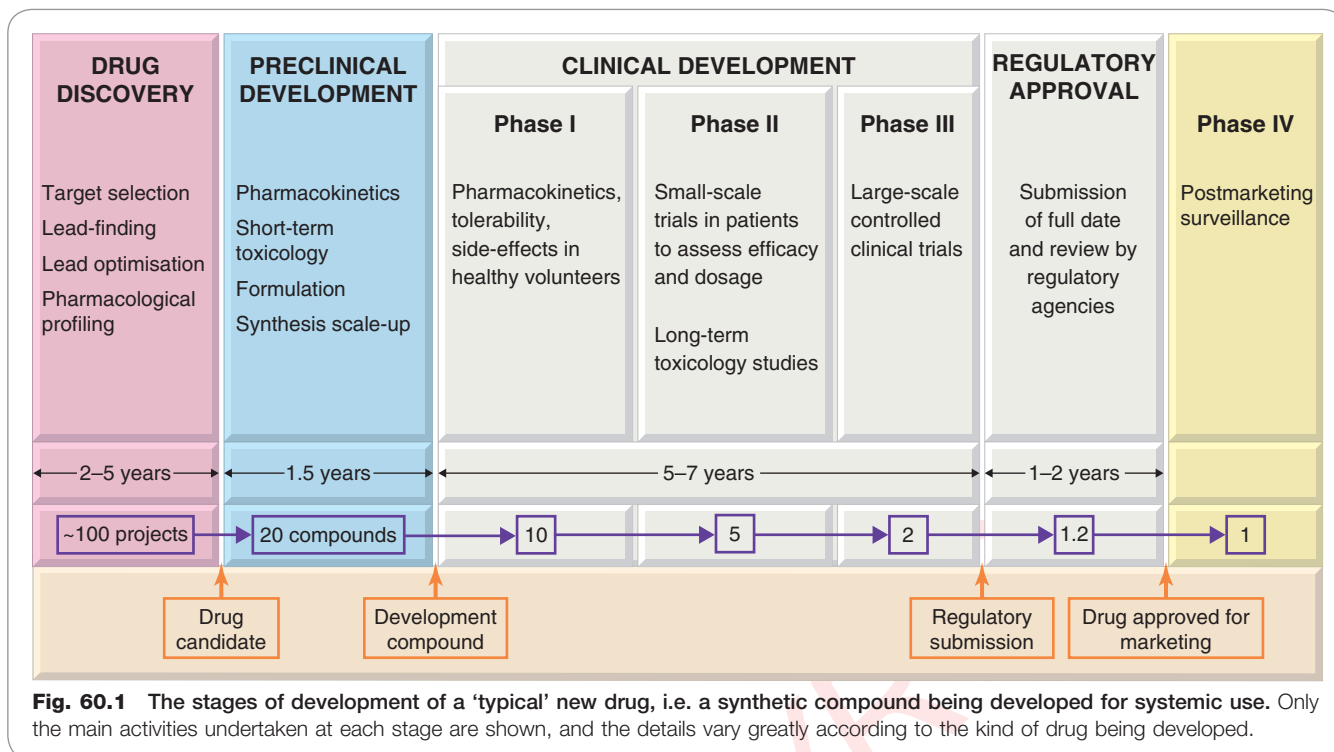 DRUG
DISCOVERY
Target selection
Lead-finding
Lead optimisation
Pharmacological
profiling
PRECLINICAL
DEVELOPMENT
Pharmacokinetics
Short-term
toxicology
Formulation
Synthesis scale-up
CLINICAL DEVELOPMENT
Phase I
Pharmacokinetics,
tolerability,
side-effects in
healthy volunteers
Phase II
Small-scale
trials in patients
to assess efficacy
and dosage
Long-term
toxicology studies
Phase III
Large-scale
controlled
clinical trials
REGULATORY
APPROVAL
Submission
of full date
and review by
regulatory
agencies
Phase IV
Postmarketing
surveillance
2–5 years
1.5 years
5–7 years
1–2 years
~100 projects
20 compounds
10
5
2
1.2
1
Drug
candidate
Development
compound
Regulatory
submission
Drug approved for
marketing
Fig. 60.1 The stages of development of a ‘typical’ new drug, i.e. a synthetic compound being developed for systemic use. Only
the main activities undertaken at each stage are shown, and the details vary greatly according to the kind of drug being developed.